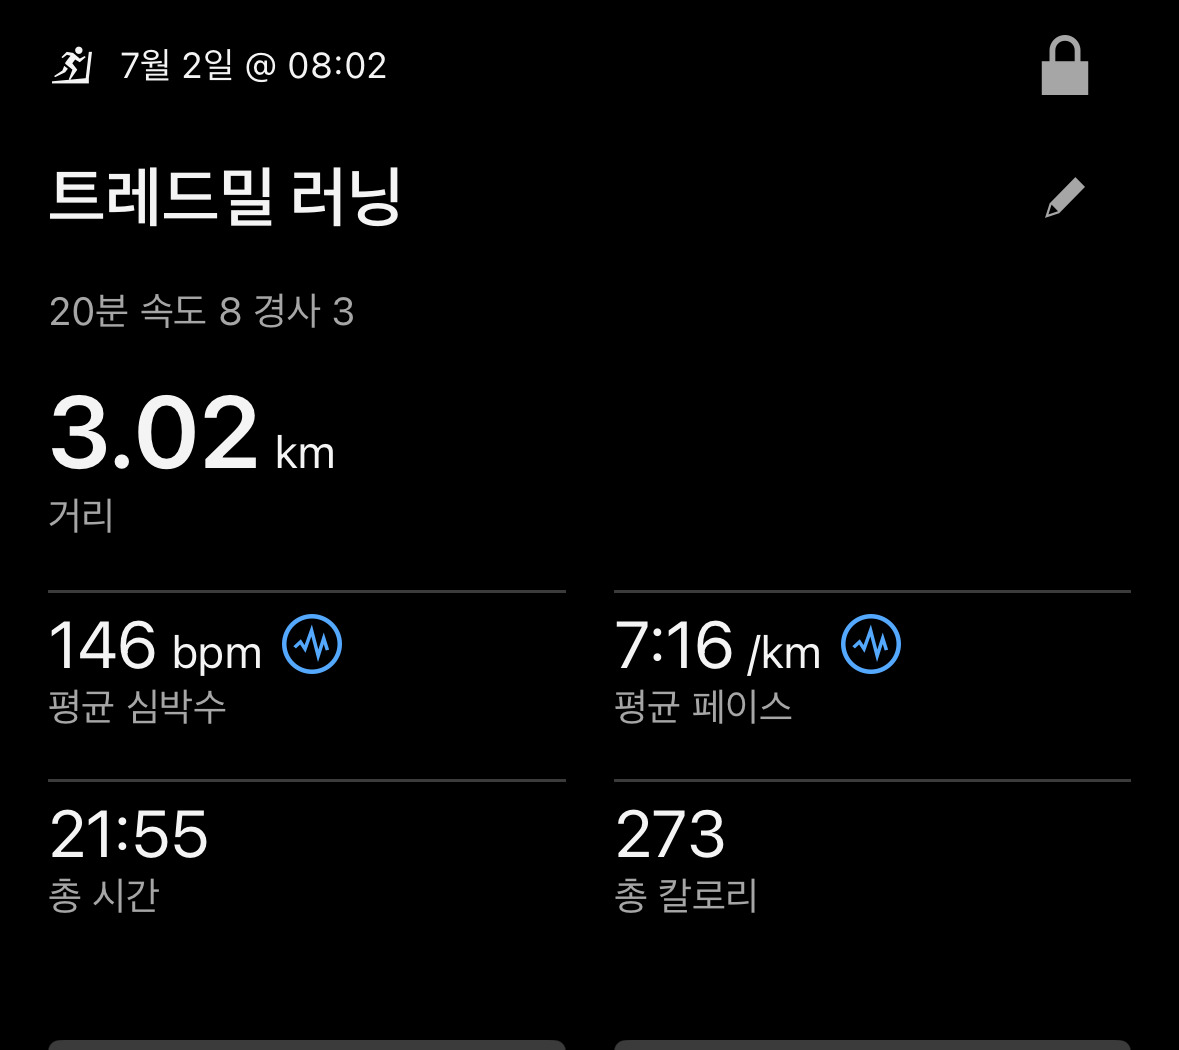 7월 2일 @ 08:02
트레드밀 러닝
20분 속도 8 경사 3
3.02 km
거리
146 bpm 7:16 /km
평균 심박수 평균 페이스
21:55 273
총 시간 총 칼로리